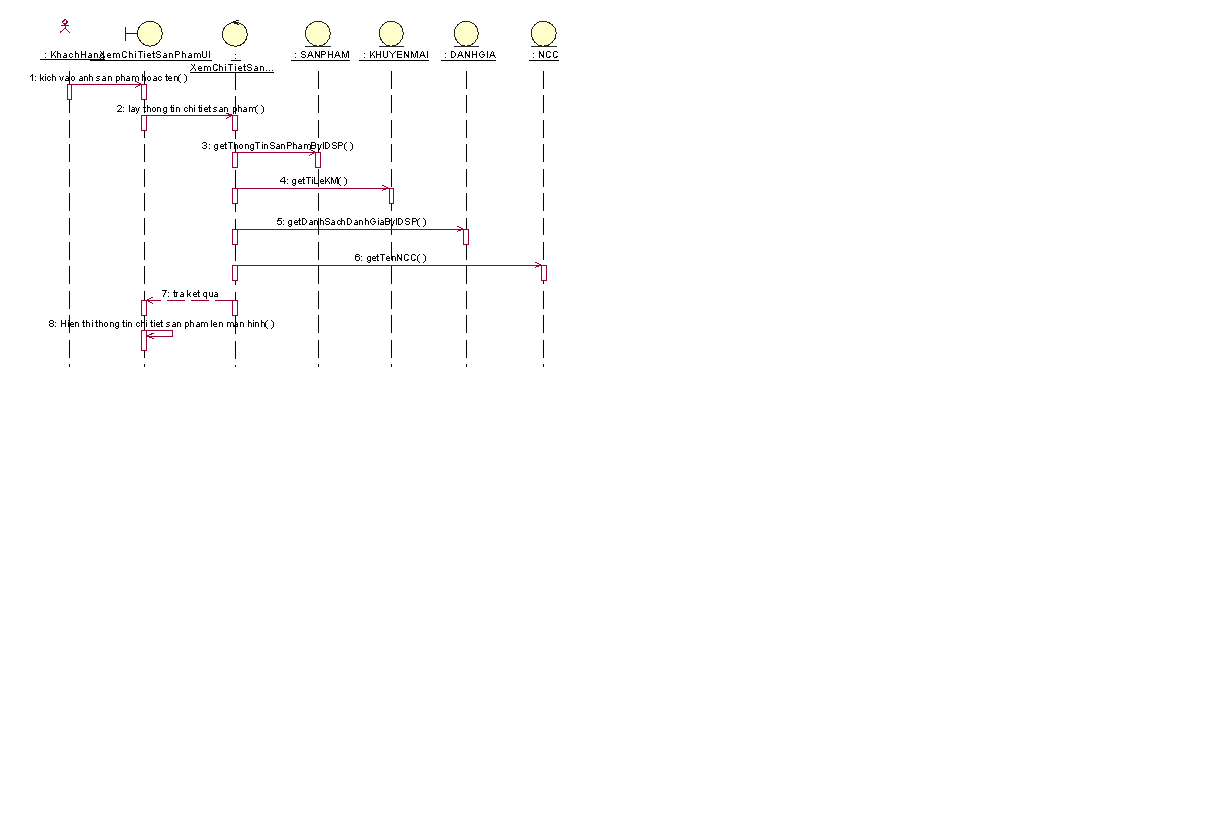 : KhachHang
XemChiTietSanPhamUI
:
XemChiTietSan...
: SANPHAM
: KHUYENMAI
: DANHGIA
: NCC
1: kich vao anh san pham hoac ten( )
2: lay thong tin chi tiet san pham( )
3: getThongTinSanPhamByIDSP( )
4: getTiLeKM( )
5: getDanhSachDanhGiaByIDSP( )
6: getTenNCC( )
7: tra ket qua
8: Hien thi thong tin chi tiet san pham len man hinh( )